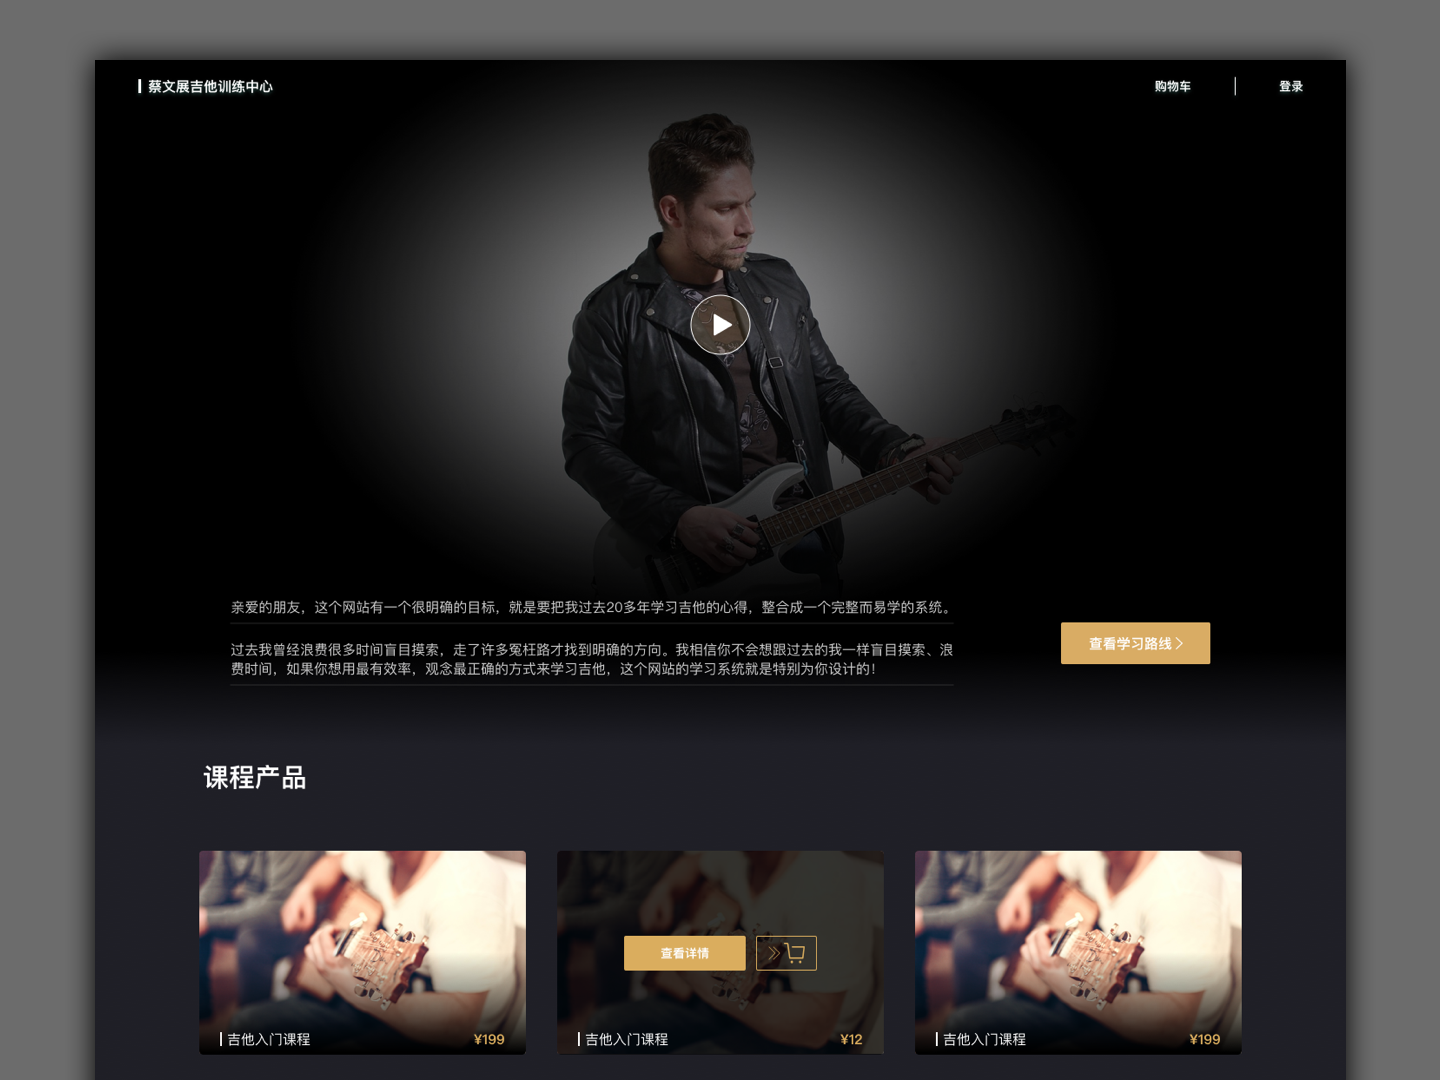 蔡文展吉他训练中心
购物车
登录
亲爱的朋友，这个网站有一个很明确的目标，就是要把我过去20多年学习吉他的心得，整合成一个完整而易学的系统。
过去我曾经浪费很多时间盲目摸索，走了许多冤枉路才找到明确的方向。我相信你不会想跟过去的我一样盲目摸索、浪
费时间，如果你想用最有效率，观念最正确的方式来学习吉他，这个网站的学习系统就是特别为你设计的！
查看学习路线
课程产品
查看详情
吉他入门课程 ¥199
吉他入门课程 ¥12
吉他入门课程 ¥199